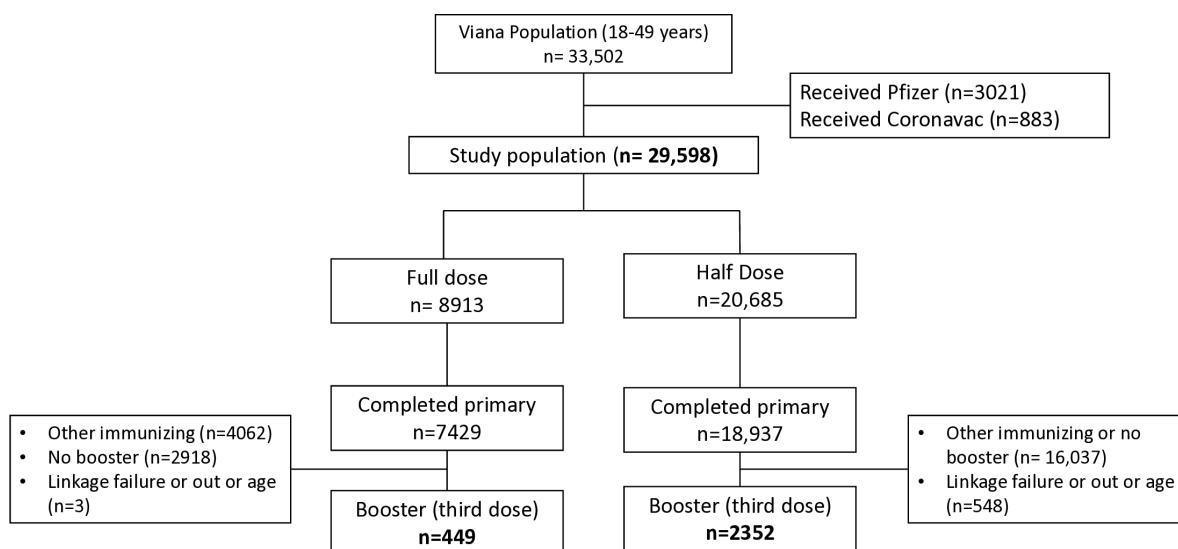 Viana Population (18-49 years)
n= 33,502
Received Pfizer (n=3021)
Received Coronavac (n=883)
Study population (n= 29,598)
Full dose
n= 8913
Half Dose
n=20,685
Completed primary
n=7429
Completed primary
n=18,937
• Other immunizing (n=4062)
• No booster (n=2918)
• Linkage failure or out or age
(n=3)
• Other immunizing or no
booster (n= 16,037)
• Linkage failure or out or age
(n=548)
Booster (third dose)
n=449
Booster (third dose)
n=2352